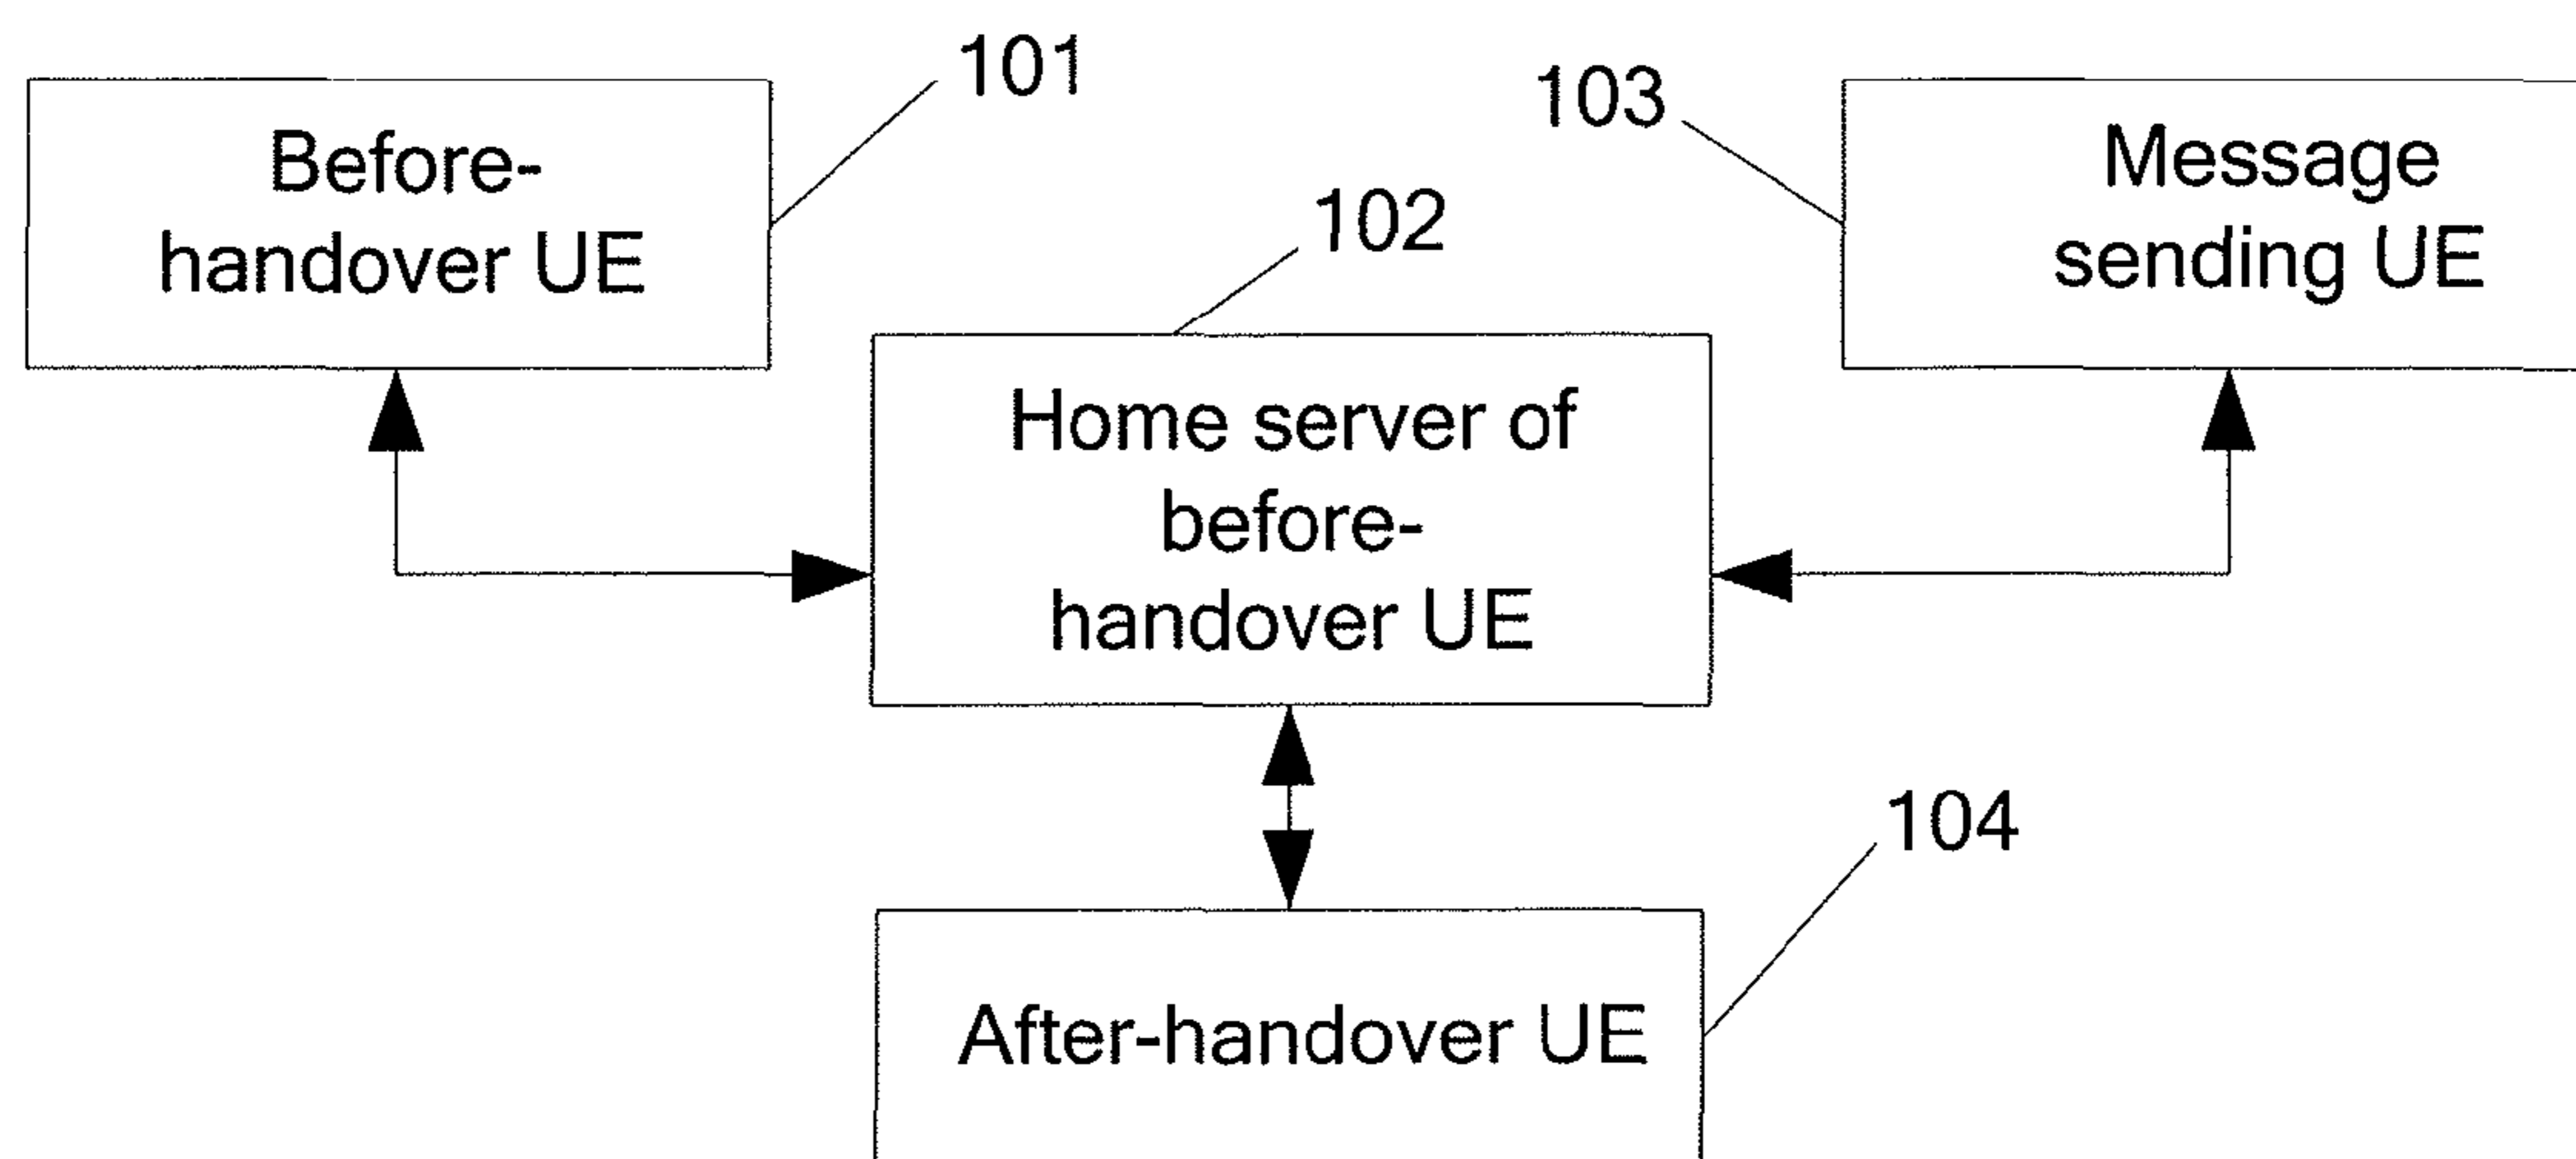 101
Before-
handover UE
103
Message
sending UE
102
Home server of
before-
handover UE
104
After-handover UE